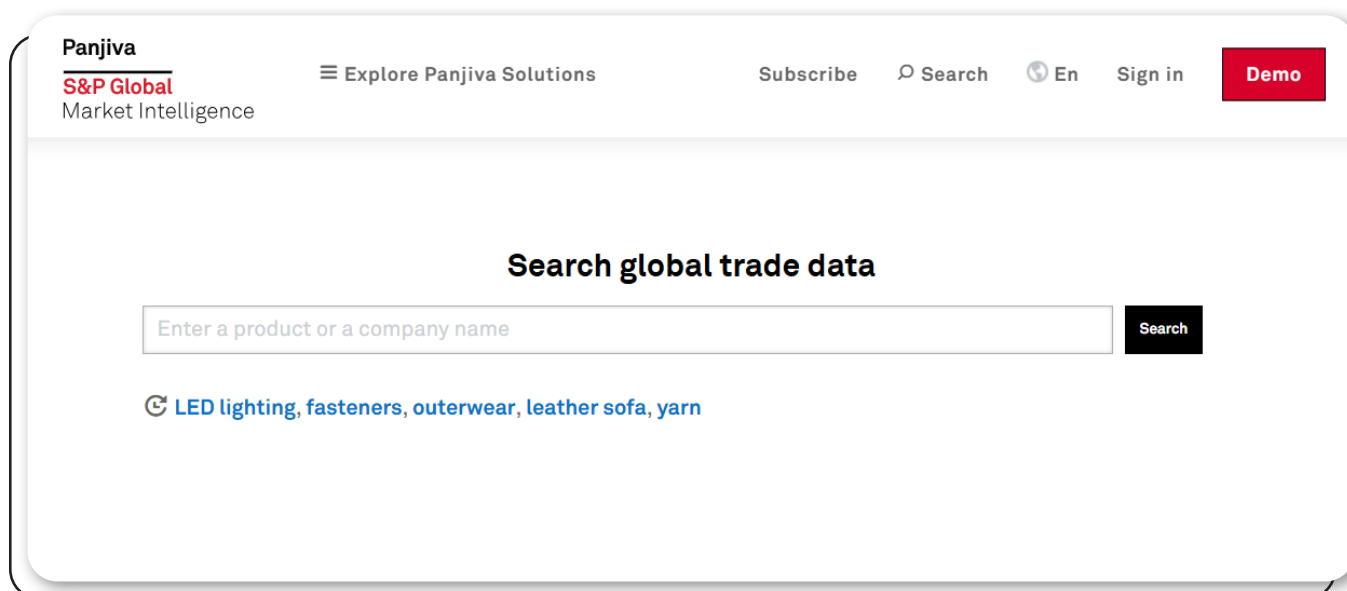 Panjiva
S&P Global
Market Intelligence
Explore Panjiva Solutions
Subscribe
Search
En
Sign in
Demo
Search global trade data
Enter a product or a company name
Search
LED lighting, fasteners, outerwear, leather sofa, yarn